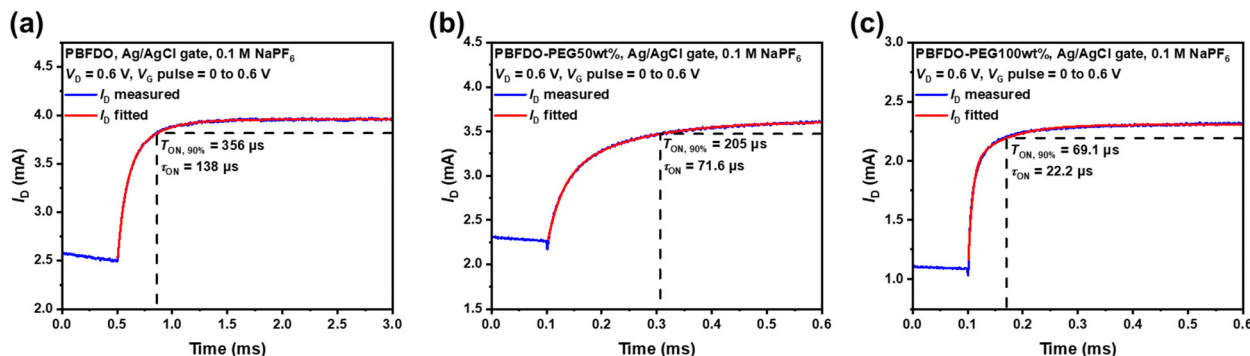 (a)
PBFDO, Ag/AgCl gate, 0.1 M NaPF6
VD = 0.6 V, VG pulse = 0 to 0.6 V
ID measured
ID fitted
TON, 90% = 356 µs
τON = 138 µs
ID (mA)
4.5
4.0
3.5
3.0
2.5
2.0
0.0 0.5 1.0 1.5 2.0 2.5 3.0
Time (ms)
(b)
PBFDO-PEG50wt%, Ag/AgCl gate, 0.1 M NaPF6
VD = 0.6 V, VG pulse = 0 to 0.6 V
ID measured
ID fitted
TON, 90% = 205 µs
τON = 71.6 µs
ID (mA)
4.5
4.0
3.5
3.0
2.5
2.0
1.5
0.0 0.1 0.2 0.3 0.4 0.5 0.6
Time (ms)
(c)
PBFDO-PEG100wt%, Ag/AgCl gate, 0.1 M NaPF6
VD = 0.6 V, VG pulse = 0 to 0.6 V
ID measured
ID fitted
TON, 90% = 69.1 µs
τON = 22.2 µs
ID (mA)
3.0
2.5
2.0
1.5
1.0
0.0 0.1 0.2 0.3 0.4 0.5 0.6
Time (ms)